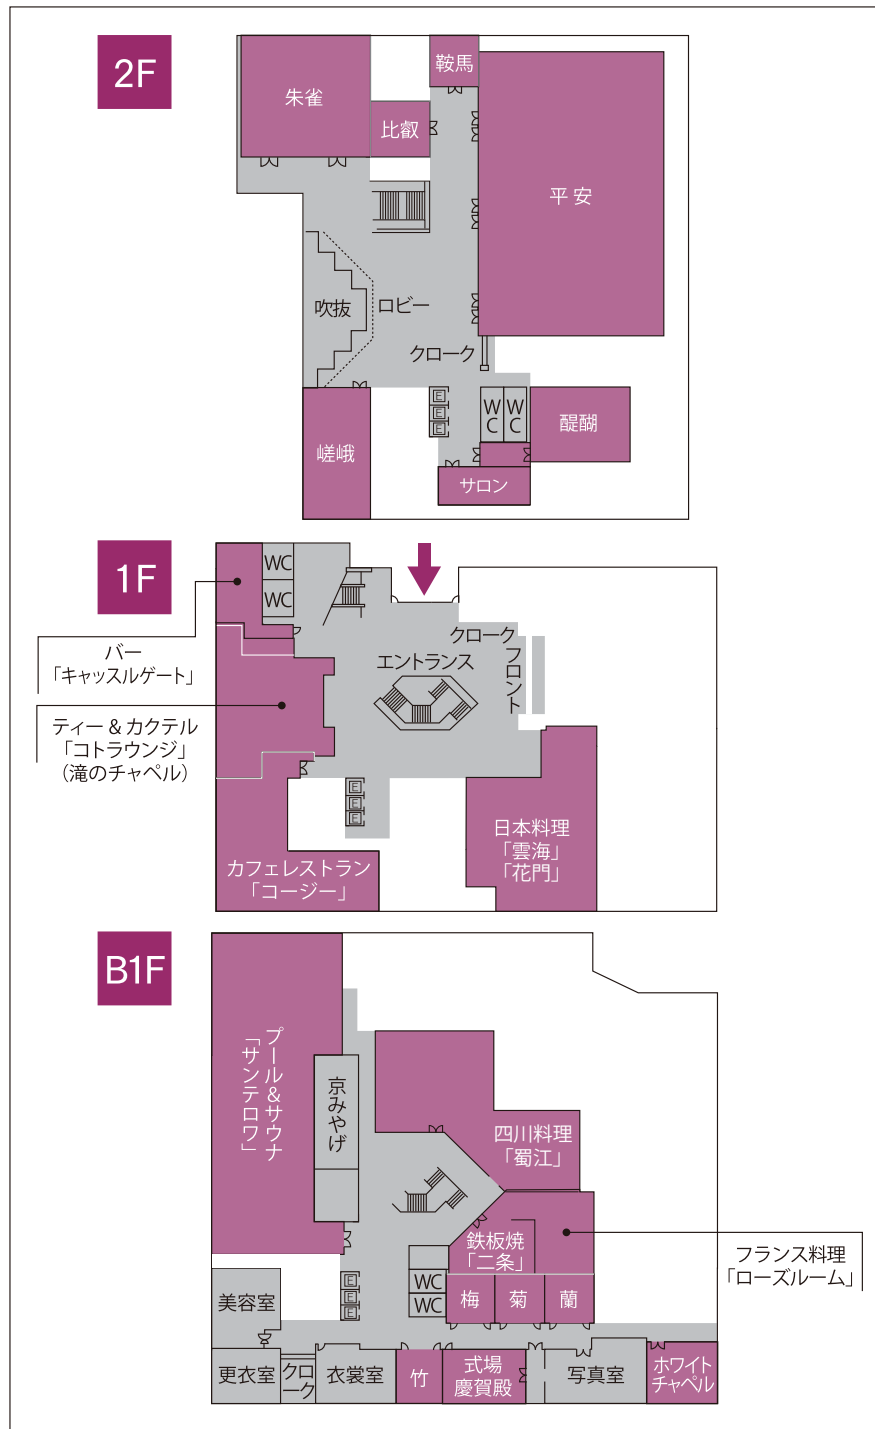 2F
鞍馬
朱雀
比叡
平安
吹抜
ロビー
クローク
E
E
E
WC
WC
醍醐
嵯峨
サロン
1F
WC
WC
クローク
エントランス
フロント
バー
「キャッスルゲート」
ティー＆カクテル
「コトラウンジ」
（滝のチャペル）
E
E
E
カフェレストラン
「コージー」
日本料理
「雲海」
「花門」
B1F
プール＆サウナ
「サンテロワ」
京みやげ
四川料理
「蜀江」
鉄板焼
「二条」
フランス料理
「ローズルーム」
E
E
E
WC
WC
梅
菊
蘭
美容室
更衣室
クローク
衣裳室
竹
式場
慶賀殿
写真室
ホワイト
チャペル